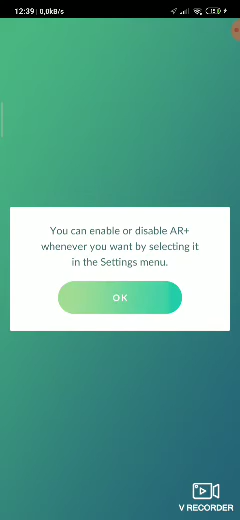 12:39 | 0,0kB/s
You can enable or disable AR+
whenever you want by selecting it
in the Settings menu.
OK
V RECORDER